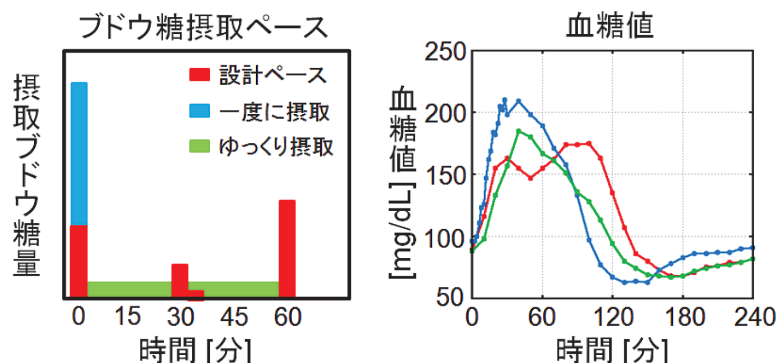 ブドウ糖摂取ペース
摂取ブドウ糖量
設計ペース
一度に摂取
ゆっくり摂取
0 15 30 45 60
時間 [分]
血糖値
血糖値
[mg/dL]
250
200
150
100
50
0 60 120 180 240
時間 [分]